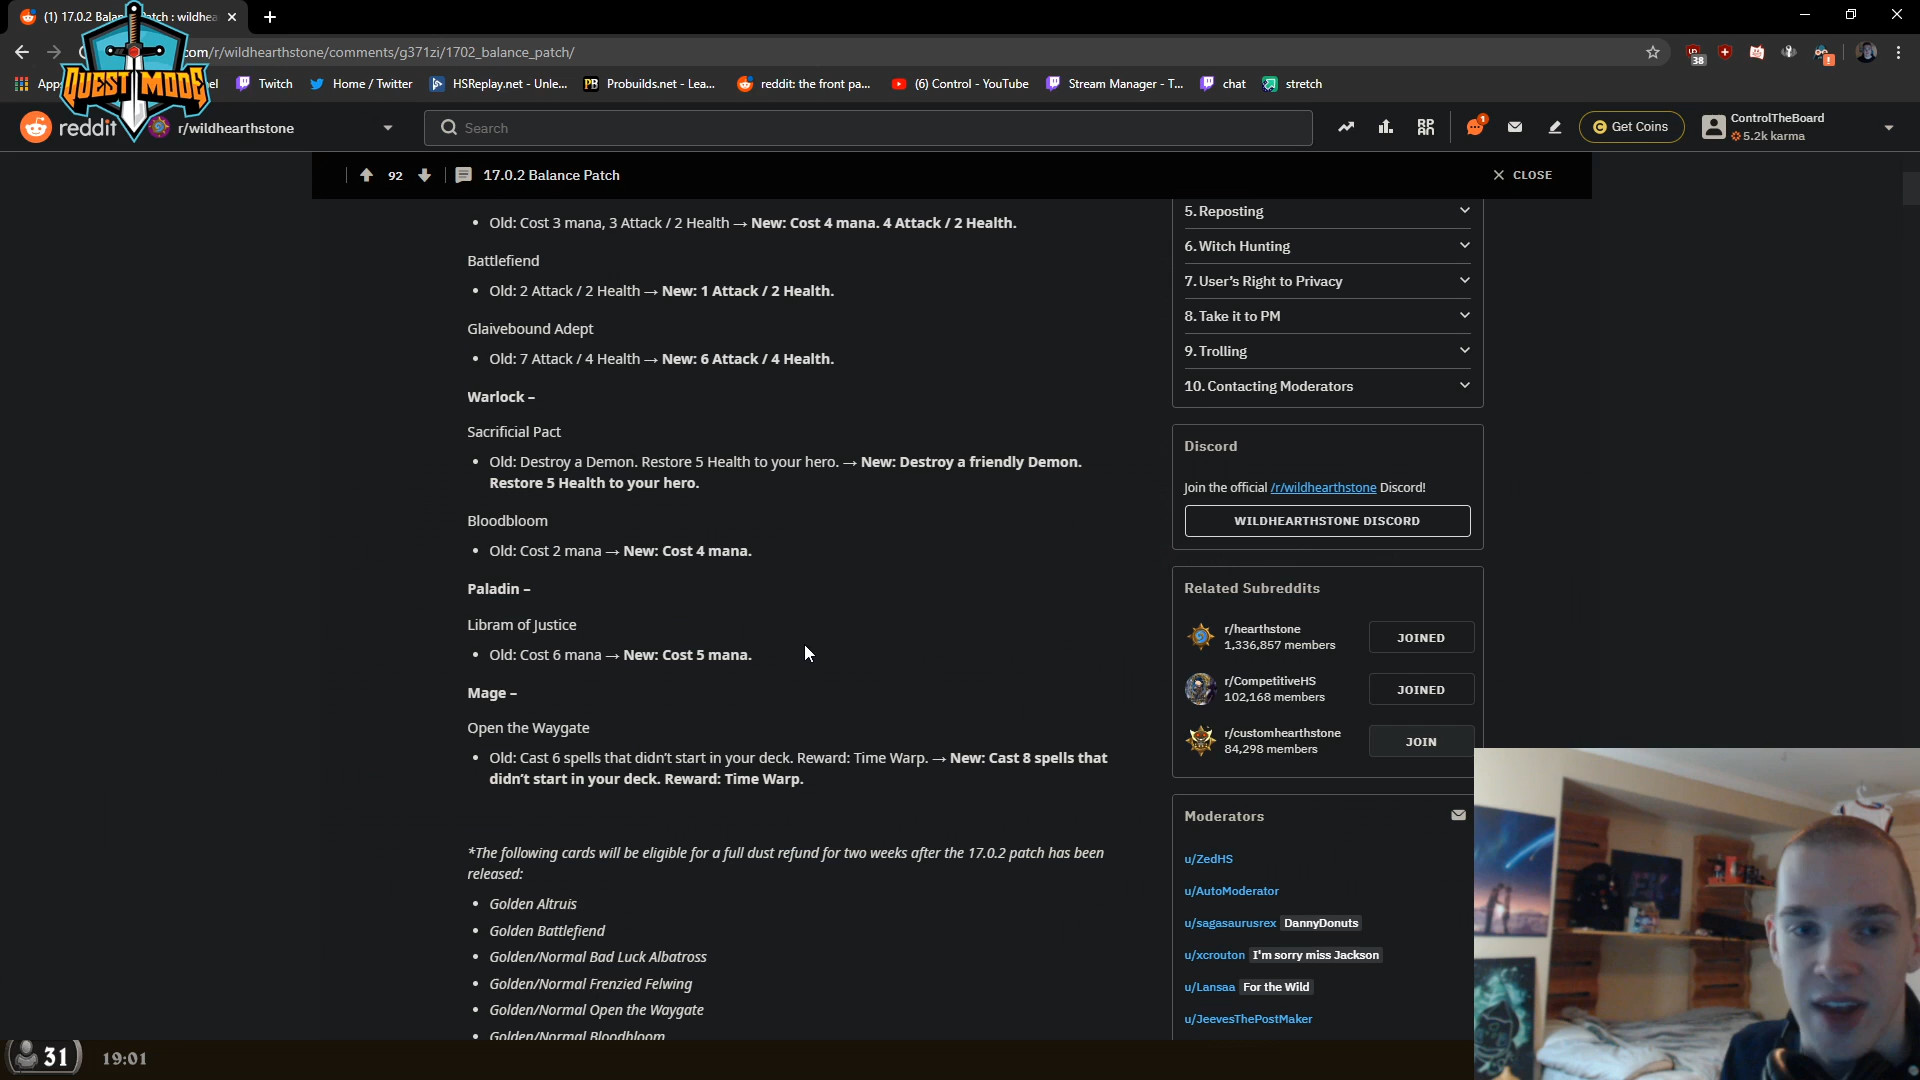 (1) 17.0.2 Balan    atch : wildhea
com/r/wildhearthstone/comments/g371zi/1702_balance_patch/
38
App
el
Twitch
Home / Twitter
HSReplay.net - Unle...
PB Probuilds.net - Lea...
reddit: the front pa...
(6) Control - YouTube
Stream Manager - T...
chat
stretch
QUEST MODE
reddit
r/wildhearthstone
Search
1
Get Coins
ControlTheBoard
5.2k karma
92
17.0.2 Balance Patch
CLOSE
• Old: Cost 3 mana, 3 Attack / 2 Health → New: Cost 4 mana. 4 Attack / 2 Health.
Battlefiend
• Old: 2 Attack / 2 Health → New: 1 Attack / 2 Health.
Glaivebound Adept
• Old: 7 Attack / 4 Health → New: 6 Attack / 4 Health.
Warlock –
Sacrificial Pact
• Old: Destroy a Demon. Restore 5 Health to your hero. → New: Destroy a friendly Demon.
Restore 5 Health to your hero.
Bloodbloom
• Old: Cost 2 mana → New: Cost 4 mana.
Paladin –
Libram of Justice
• Old: Cost 6 mana → New: Cost 5 mana.
Mage –
Open the Waygate
• Old: Cast 6 spells that didn't start in your deck. Reward: Time Warp. → New: Cast 8 spells that
didn't start in your deck. Reward: Time Warp.
*The following cards will be eligible for a full dust refund for two weeks after the 17.0.2 patch has been
released:
• Golden Altruis
• Golden Battlefiend
• Golden/Normal Bad Luck Albatross
• Golden/Normal Frenzied Felwing
• Golden/Normal Open the Waygate
• Golden/Normal Bloodbloom
5. Reposting
6. Witch Hunting
7. User's Right to Privacy
8. Take it to PM
9. Trolling
10. Contacting Moderators
Discord
Join the official /r/wildhearthstone Discord!
WILDHEARTHSTONE DISCORD
Related Subreddits
r/hearthstone
1,336,857 members
JOINED
r/CompetitiveHS
102,168 members
JOINED
r/customhearthstone
84,298 members
JOIN
Moderators
u/ZedHS
u/AutoModerator
u/sagasaurusrex DannyDonuts
u/xcrouton I'm sorry miss Jackson
u/Lansaa For the Wild
u/JeevesThePostMaker
31
19:01